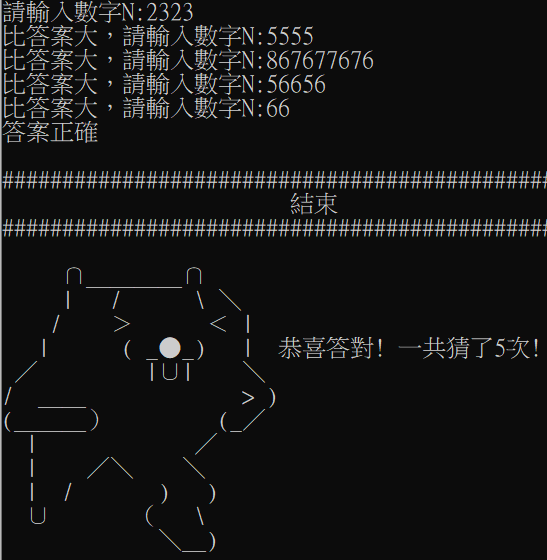 請輸入數字N:2323
比答案大，請輸入數字N:5555
比答案大，請輸入數字N:867677676
比答案大，請輸入數字N:56656
比答案大，請輸入數字N:66
答案正確
##############################################
結束
##############################################
恭喜答對! 一共猜了5次!